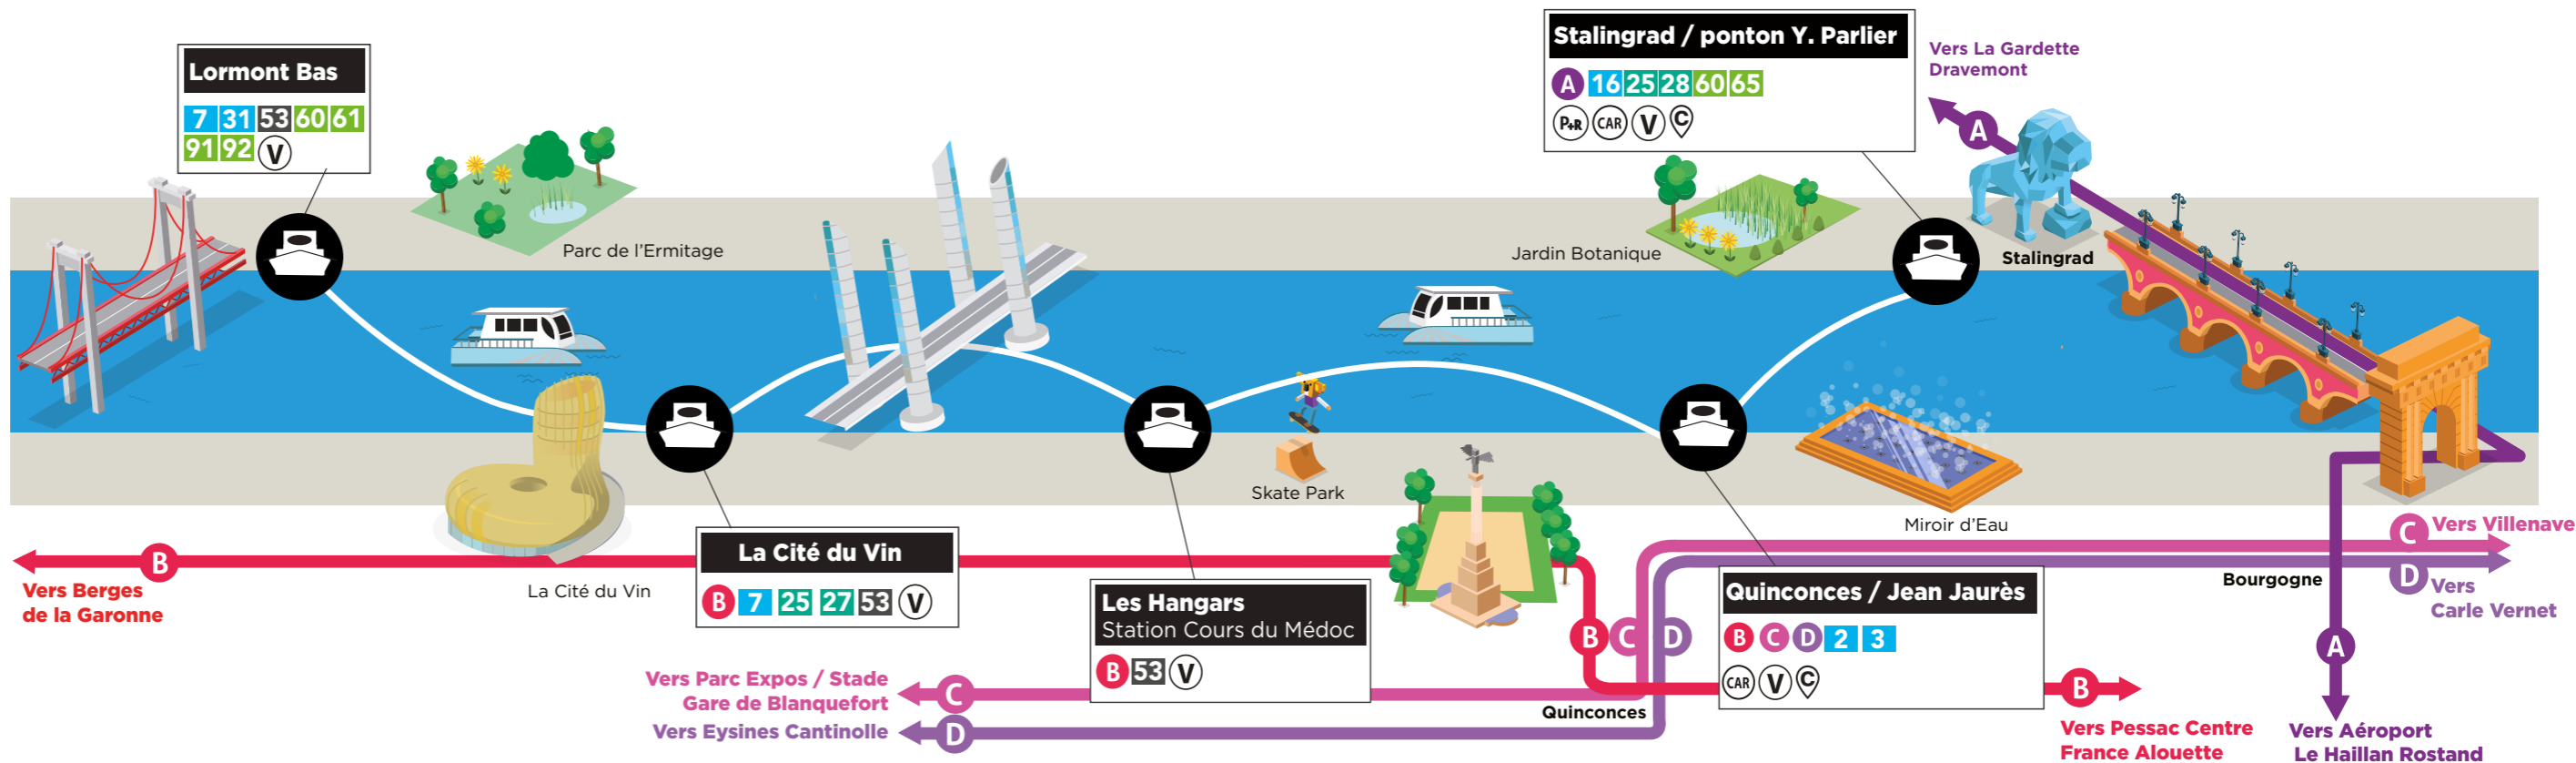 Lormont Bas
7 31 53 60 61
91 92 V
Parc de l'Ermitage
Stalingrad / ponton Y. Parlier
A 16 25 28 60 65
P+R CAR V C
Vers La Gardette
Dravemont
A
Jardin Botanique
Stalingrad
Skate Park
Miroir d'Eau
B
Vers Berges
de la Garonne
La Cité du Vin
La Cité du Vin
B 7 25 27 53 V
Les Hangars
Station Cours du Médoc
B 53 V
Vers Parc Expos / Stade
Gare de Blanquefort
C
Vers Eysines Cantinolle
D
B C D
Quinconces
Quinconces / Jean Jaurès
B C D 2 3
CAR V C
B
Vers Pessac Centre
France Alouette
Bourgogne
C Vers Villenave
D Vers
Carle Vernet
A
Vers Aéroport
Le Haillan Rostand